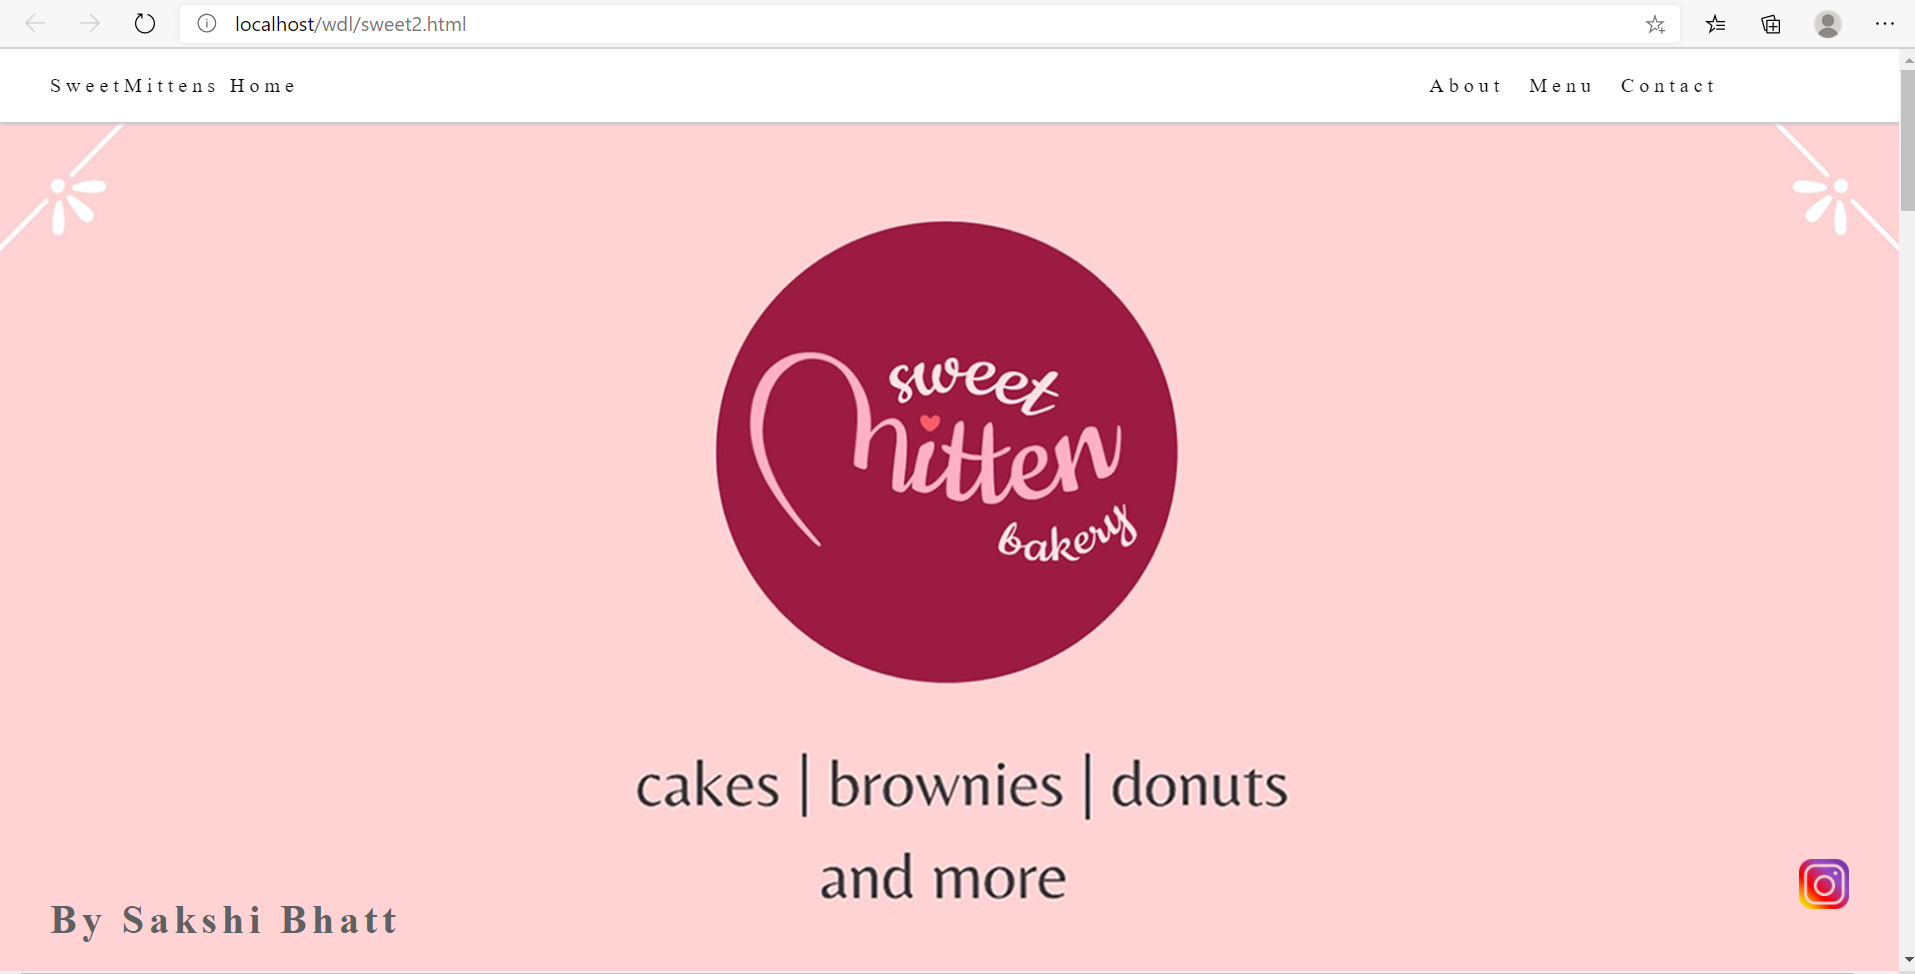 localhost/wdl/sweet2.html
SweetMittens Home About Menu Contact
sweet
Mitten
bakery
cakes | brownies | donuts
and more
By Sakshi Bhatt